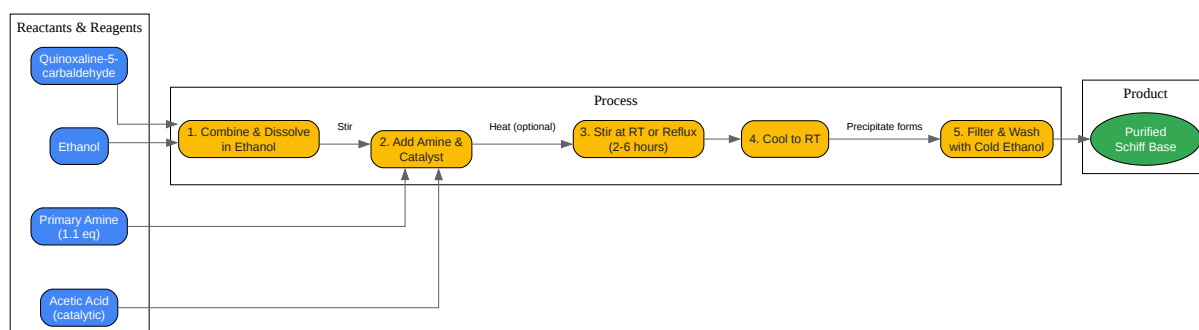 Reactants & Reagents
Quinoxaline-5-
carbaldehyde
Ethanol
Primary Amine
(1.1 eq)
Acetic Acid
(catalytic)
Process
1. Combine & Dissolve
in Ethanol
Stir
2. Add Amine &
Catalyst
Heat (optional)
3. Stir at RT or Reflux
(2-6 hours)
4. Cool to RT
Precipitate forms
5. Filter & Wash
with Cold Ethanol
Product
Purified
Schiff Base